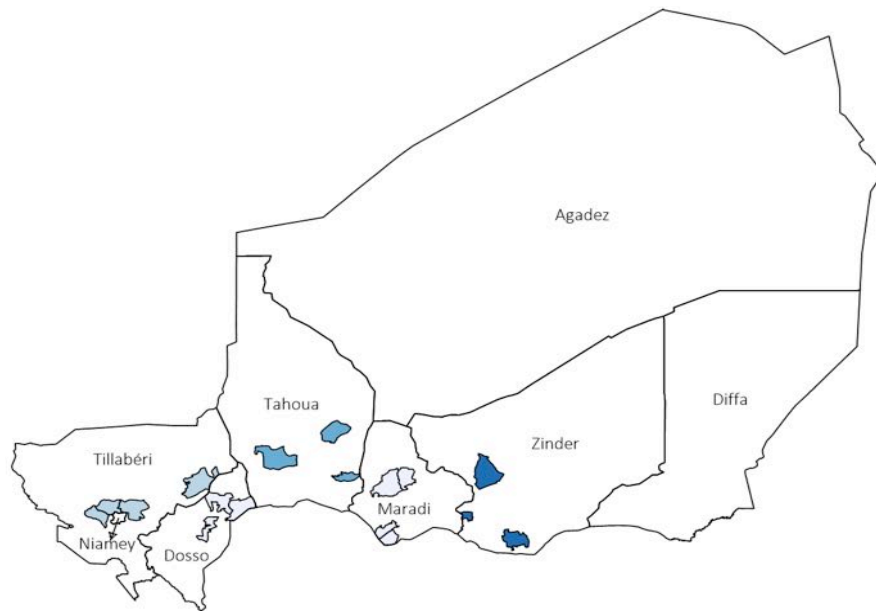 Agadez
Diffa
Tahoua
Zinder
Tillabéri
Maradi
Niamey
Dosso